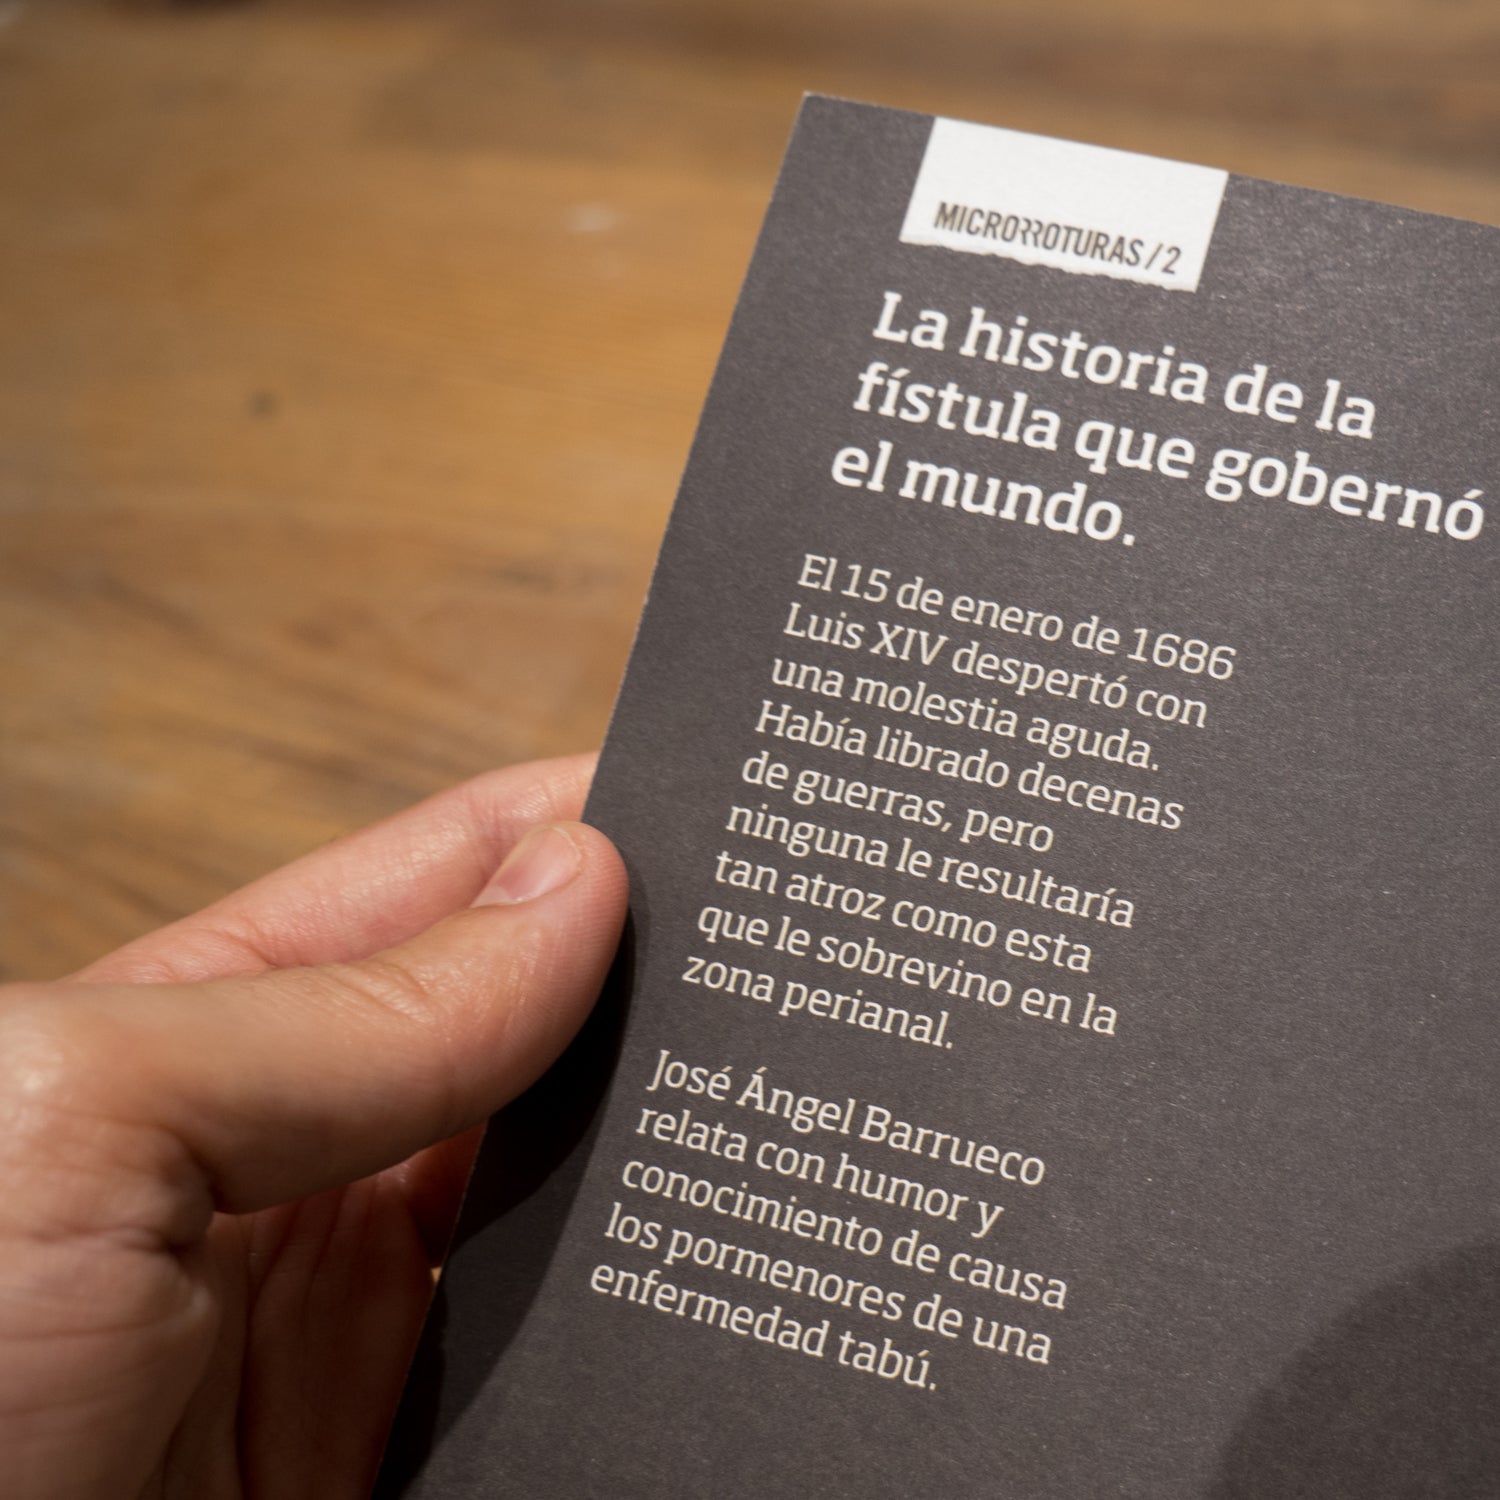 MICRORROTURAS / 2
La historia de la
fístula que gobernó
el mundo.
El 15 de enero de 1686
Luis XIV despertó con
una molestia aguda.
Había librado decenas
de guerras, pero
ninguna le resultaría
tan atroz como esta
que le sobrevino en la
zona perianal.
José Ángel Barrueco
relata con humor y
conocimiento de causa
los pormenores de una
enfermedad tabú.